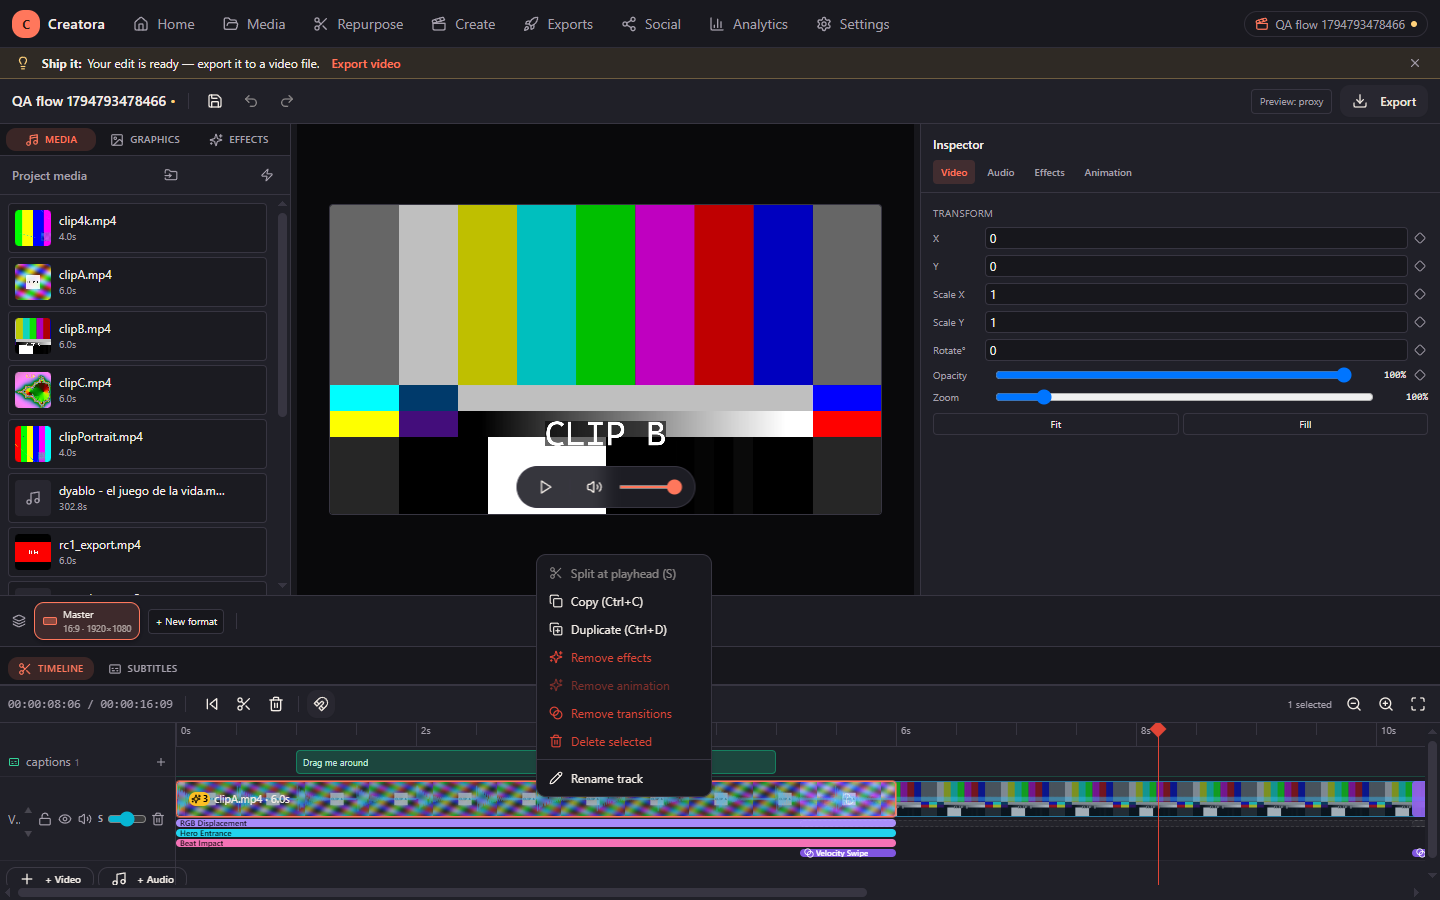 C Creatora Home Media Repurpose Create Exports Social Analytics Settings QA flow 1794793478466
Ship it: Your edit is ready — export it to a video file. Export video
QA flow 1794793478466 Preview: proxy Export
MEDIA GRAPHICS EFFECTS
Project media
clip4k.mp4
4.0s
clipA.mp4
6.0s
clipB.mp4
6.0s
clipC.mp4
6.0s
clipPortrait.mp4
4.0s
dyablo - el juego de la vida.m...
302.8s
rc1_export.mp4
6.0s
CLIP B
Inspector
Video Audio Effects Animation
TRANSFORM
X 0
Y 0
Scale X 1
Scale Y 1
Rotate° 0
Opacity 100%
Zoom 100%
Fit Fill
Split at playhead (S)
Copy (Ctrl+C)
Duplicate (Ctrl+D)
Remove effects
Remove animation
Remove transitions
Delete selected
Rename track
Master
16:9 · 1920×1080
+ New format
TIMELINE SUBTITLES
00:00:08:06 / 00:00:16:09 1 selected
0s 2s 6s 8s 10s
captions 1 +
Drag me around
V.. S
3 clipA.mp4 · 6.0s
RGB Displacement
Hero Entrance
Beat Impact
Velocity Swipe
+ Video + Audio